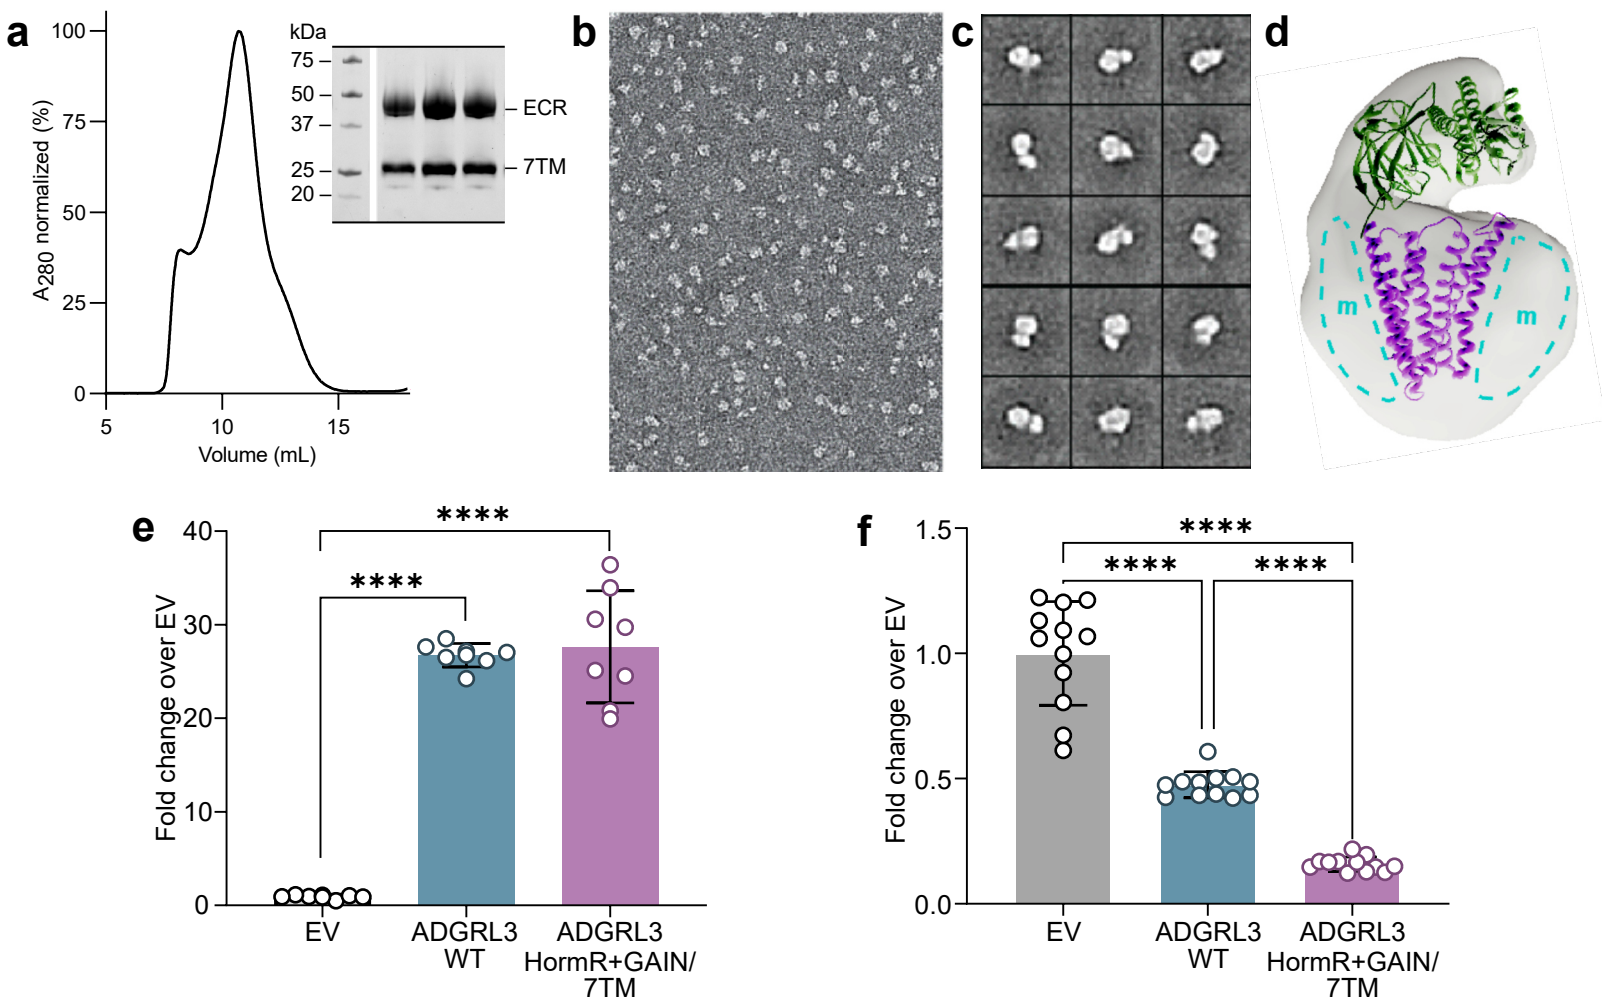 a
A280 normalized (%)
100
75
50
25
0
5
10
15
Volume (mL)
kDa
75
50
37
25
20
ECR
7TM
b
c
d
m
m
e
Fold change over EV
40
30
20
10
0
****
****
EV
ADGRL3
WT
ADGRL3
HormR+GAIN/
7TM
f
Fold change over EV
1.5
1.0
0.5
0.0
****
****
****
EV
ADGRL3
WT
ADGRL3
HormR+GAIN/
7TM